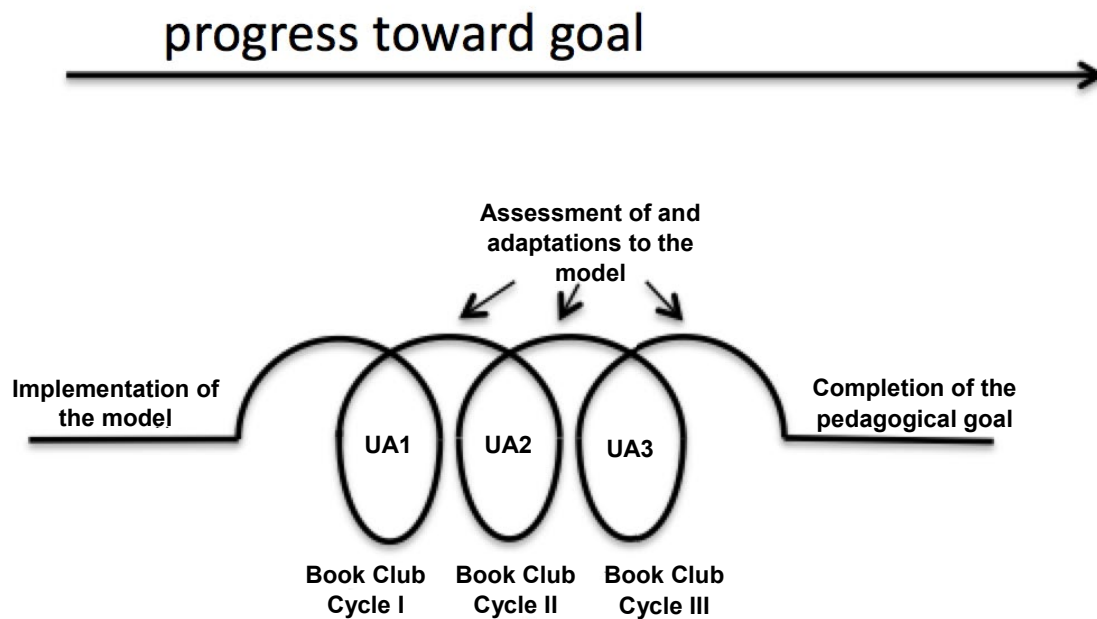 progress toward goal
Assessment of and
adaptations to the
model
Implementation of
the model
Completion of the
pedagogical goal
UA1
UA2
UA3
Book Club
Cycle I
Book Club
Cycle II
Book Club
Cycle III